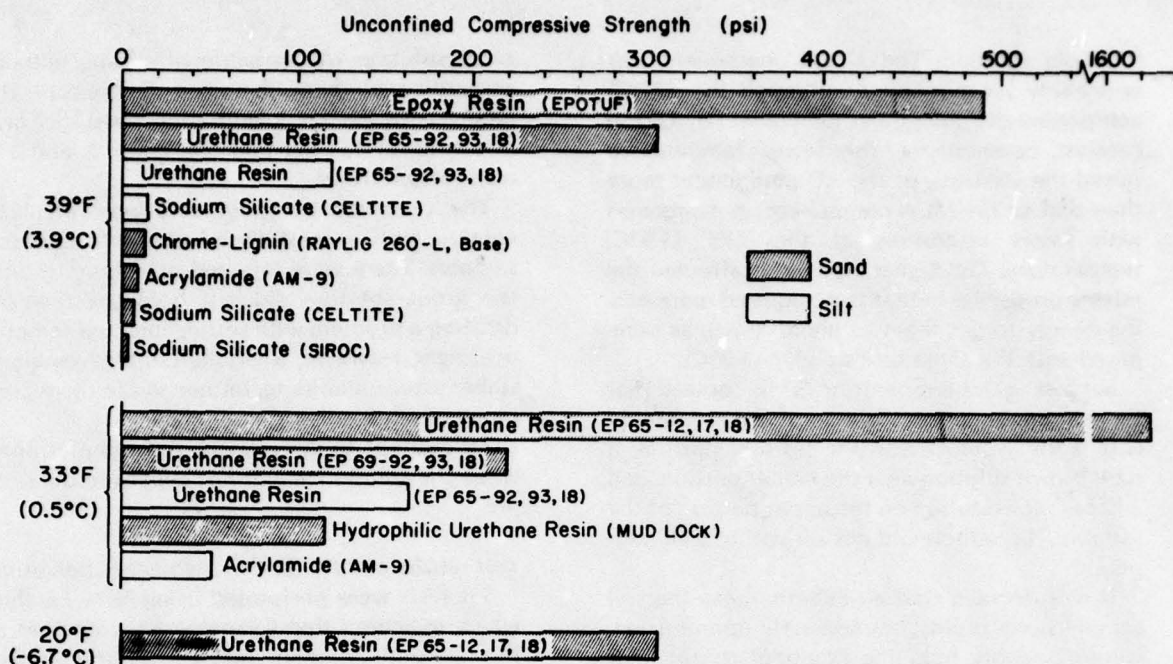 Unconfined Compressive Strength (psi)
0 100 200 300 400 500 1600
Epoxy Resin (EPOTUF)
Urethane Resin (EP 65-92, 93, 18)
Urethane Resin (EP 65-92, 93, 18)
39°F
(3.9°C)
Sodium Silicate (CELTITE)
Chrome-Lignin (RAYLIG 260-L, Base)
Acrylamide (AM-9)
Sodium Silicate (CELTITE)
Sodium Silicate (SIROC)
Sand
Silt
Urethane Resin (EP 65-12, 17, 18)
33°F
(0.5°C)
Urethane Resin (EP 69-92, 93, 18)
Urethane Resin (EP 65-92, 93, 18)
Hydrophilic Urethane Resin (MUD LOCK)
Acrylamide (AM-9)
20°F
(-6.7°C)
Urethane Resin (EP 65-12, 17, 18)